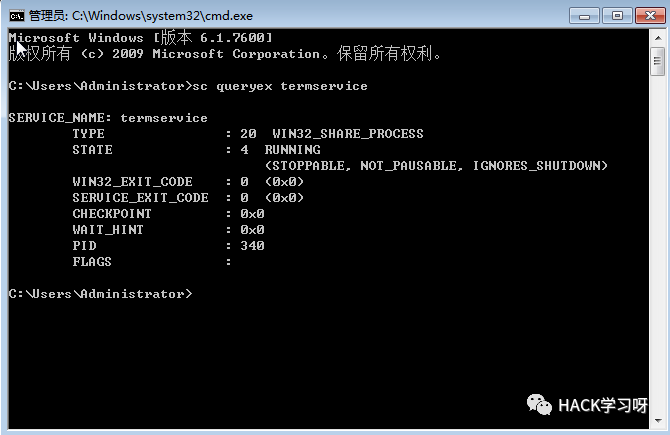 管理员: C:\Windows\system32\cmd.exe
Microsoft Windows [版本 6.1.7600]
版权所有 (c) 2009 Microsoft Corporation。保留所有权利。
C:\Users\Administrator>sc queryex termservice
SERVICE_NAME: termservice
TYPE : 20 WIN32_SHARE_PROCESS
STATE : 4 RUNNING
(STOPPABLE, NOT_PAUSABLE, IGNORES_SHUTDOWN)
WIN32_EXIT_CODE : 0 (0x0)
SERVICE_EXIT_CODE : 0 (0x0)
CHECKPOINT : 0x0
WAIT_HINT : 0x0
PID : 340
FLAGS :
C:\Users\Administrator>
HACK学习呀